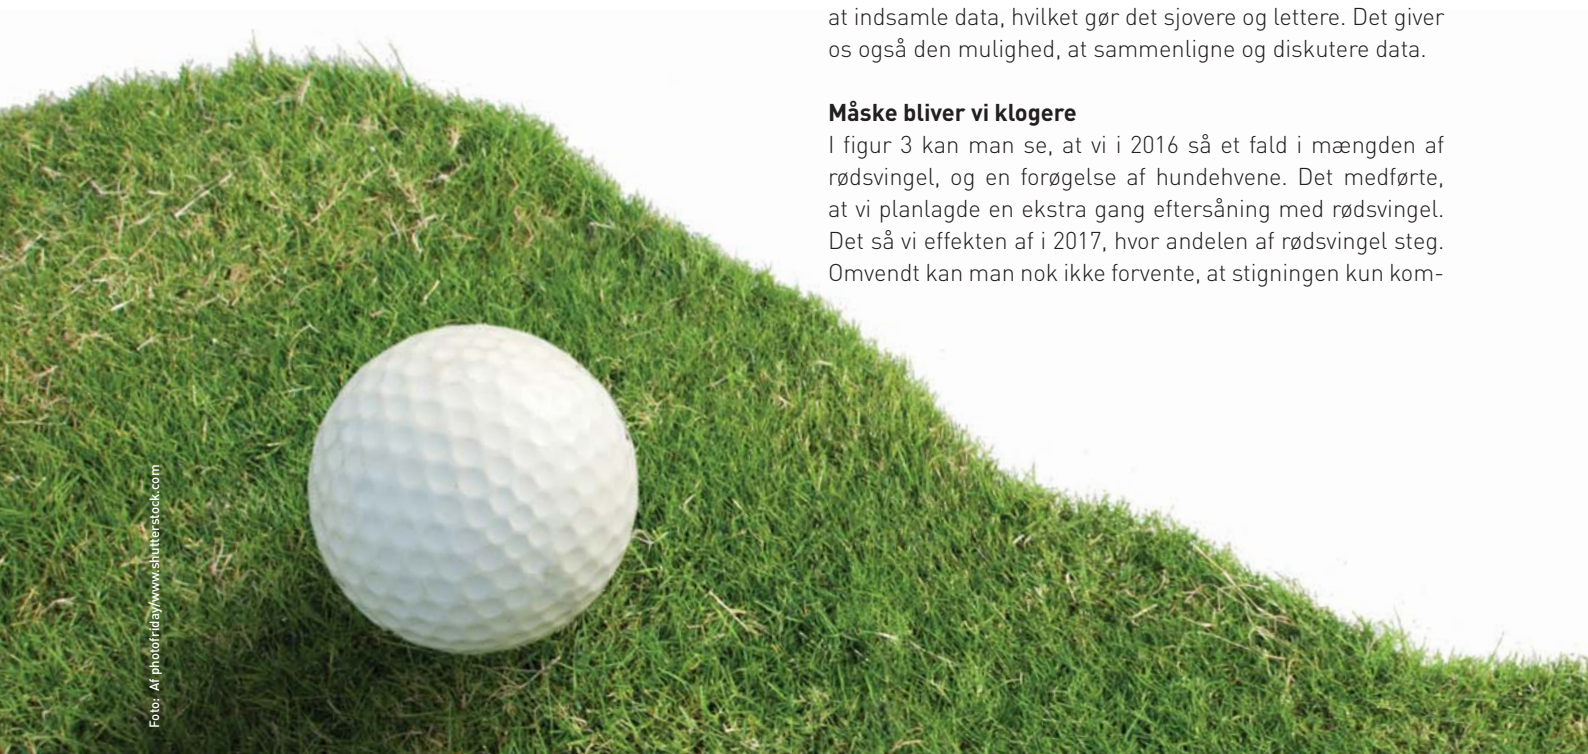 at indsamle data, hvilket gør det sjovere og lettere. Det giver
os også den mulighed, at sammenligne og diskutere data.
Måske bliver vi klogere
I figur 3 kan man se, at vi i 2016 så et fald i mængden af
rødsvingel, og en forøgelse af hundehvene. Det medførte,
at vi planlagde en ekstra gang eftersåning med rødsvingel.
Det så vi effekten af i 2017, hvor andelen af rødsvingel steg.
Omvendt kan man nok ikke forvente, at stigningen kun kom-
Foto: Af photofriday/www.shutterstock.com